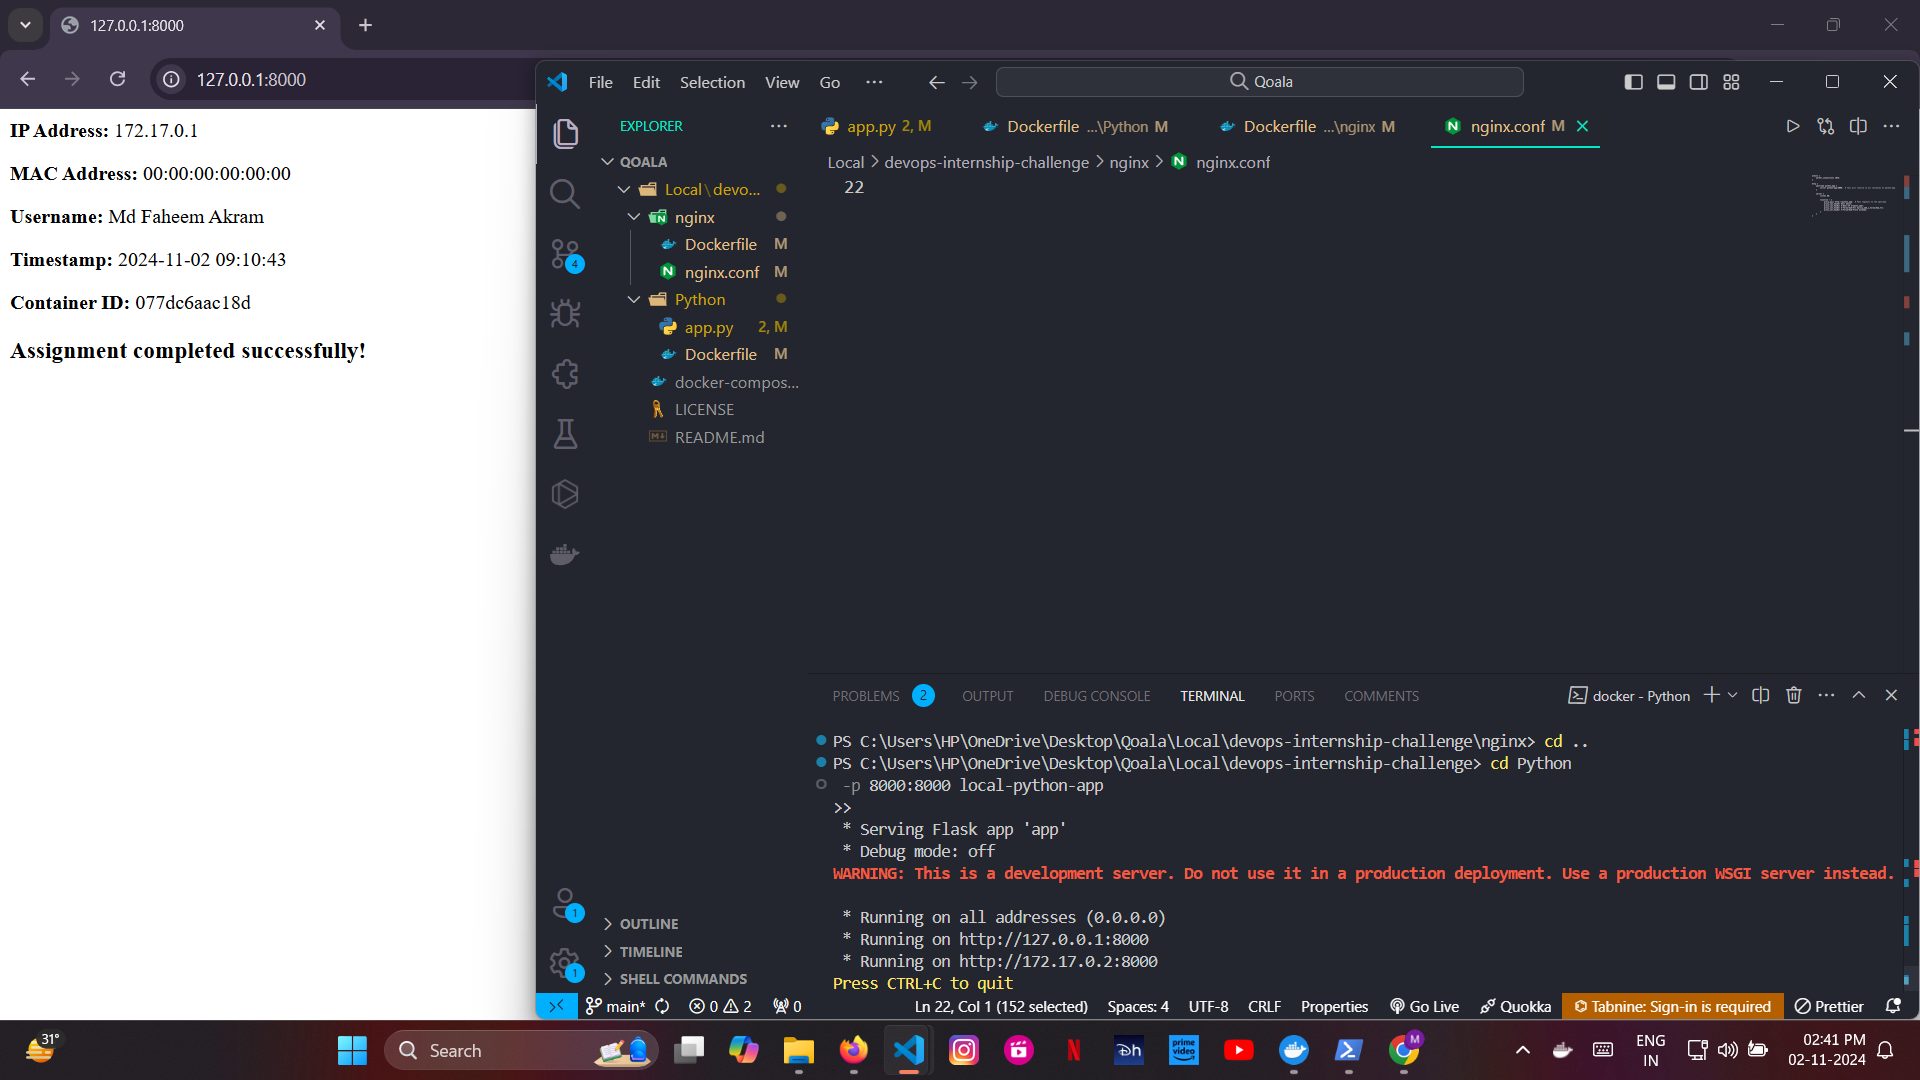 127.0.0.1:8000
127.0.0.1:8000
IP Address: 172.17.0.1
MAC Address: 00:00:00:00:00:00
Username: Md Faheem Akram
Timestamp: 2024-11-02 09:10:43
Container ID: 077dc6aac18d
Assignment completed successfully!
File Edit Selection View Go ··· Qoala
EXPLORER ···
QOALA
Local \ devo...
nginx
Dockerfile M
nginx.conf M
Python
app.py 2, M
Dockerfile M
docker-compos...
LICENSE
README.md
OUTLINE
TIMELINE
SHELL COMMANDS
4
1
1
app.py 2, M Dockerfile ...\Python M Dockerfile ...\nginx M nginx.conf M
Local > devops-internship-challenge > nginx > nginx.conf
22
PROBLEMS 2 OUTPUT DEBUG CONSOLE TERMINAL PORTS COMMENTS docker - Python
PS C:\Users\HP\OneDrive\Desktop\Qoala\Local\devops-internship-challenge\nginx> cd ..
PS C:\Users\HP\OneDrive\Desktop\Qoala\Local\devops-internship-challenge> cd Python
-p 8000:8000 local-python-app
>>
* Serving Flask app 'app'
* Debug mode: off
WARNING: This is a development server. Do not use it in a production deployment. Use a production WSGI server instead.
* Running on all addresses (0.0.0.0)
* Running on http://127.0.0.1:8000
* Running on http://172.17.0.2:8000
Press CTRL+C to quit
main* 0 2 0 Ln 22, Col 1 (152 selected) Spaces: 4 UTF-8 CRLF Properties Go Live Quokka Tabnine: Sign-in is required Prettier
31°
Search
prime video
M
ENG
IN
02:41 PM
02-11-2024